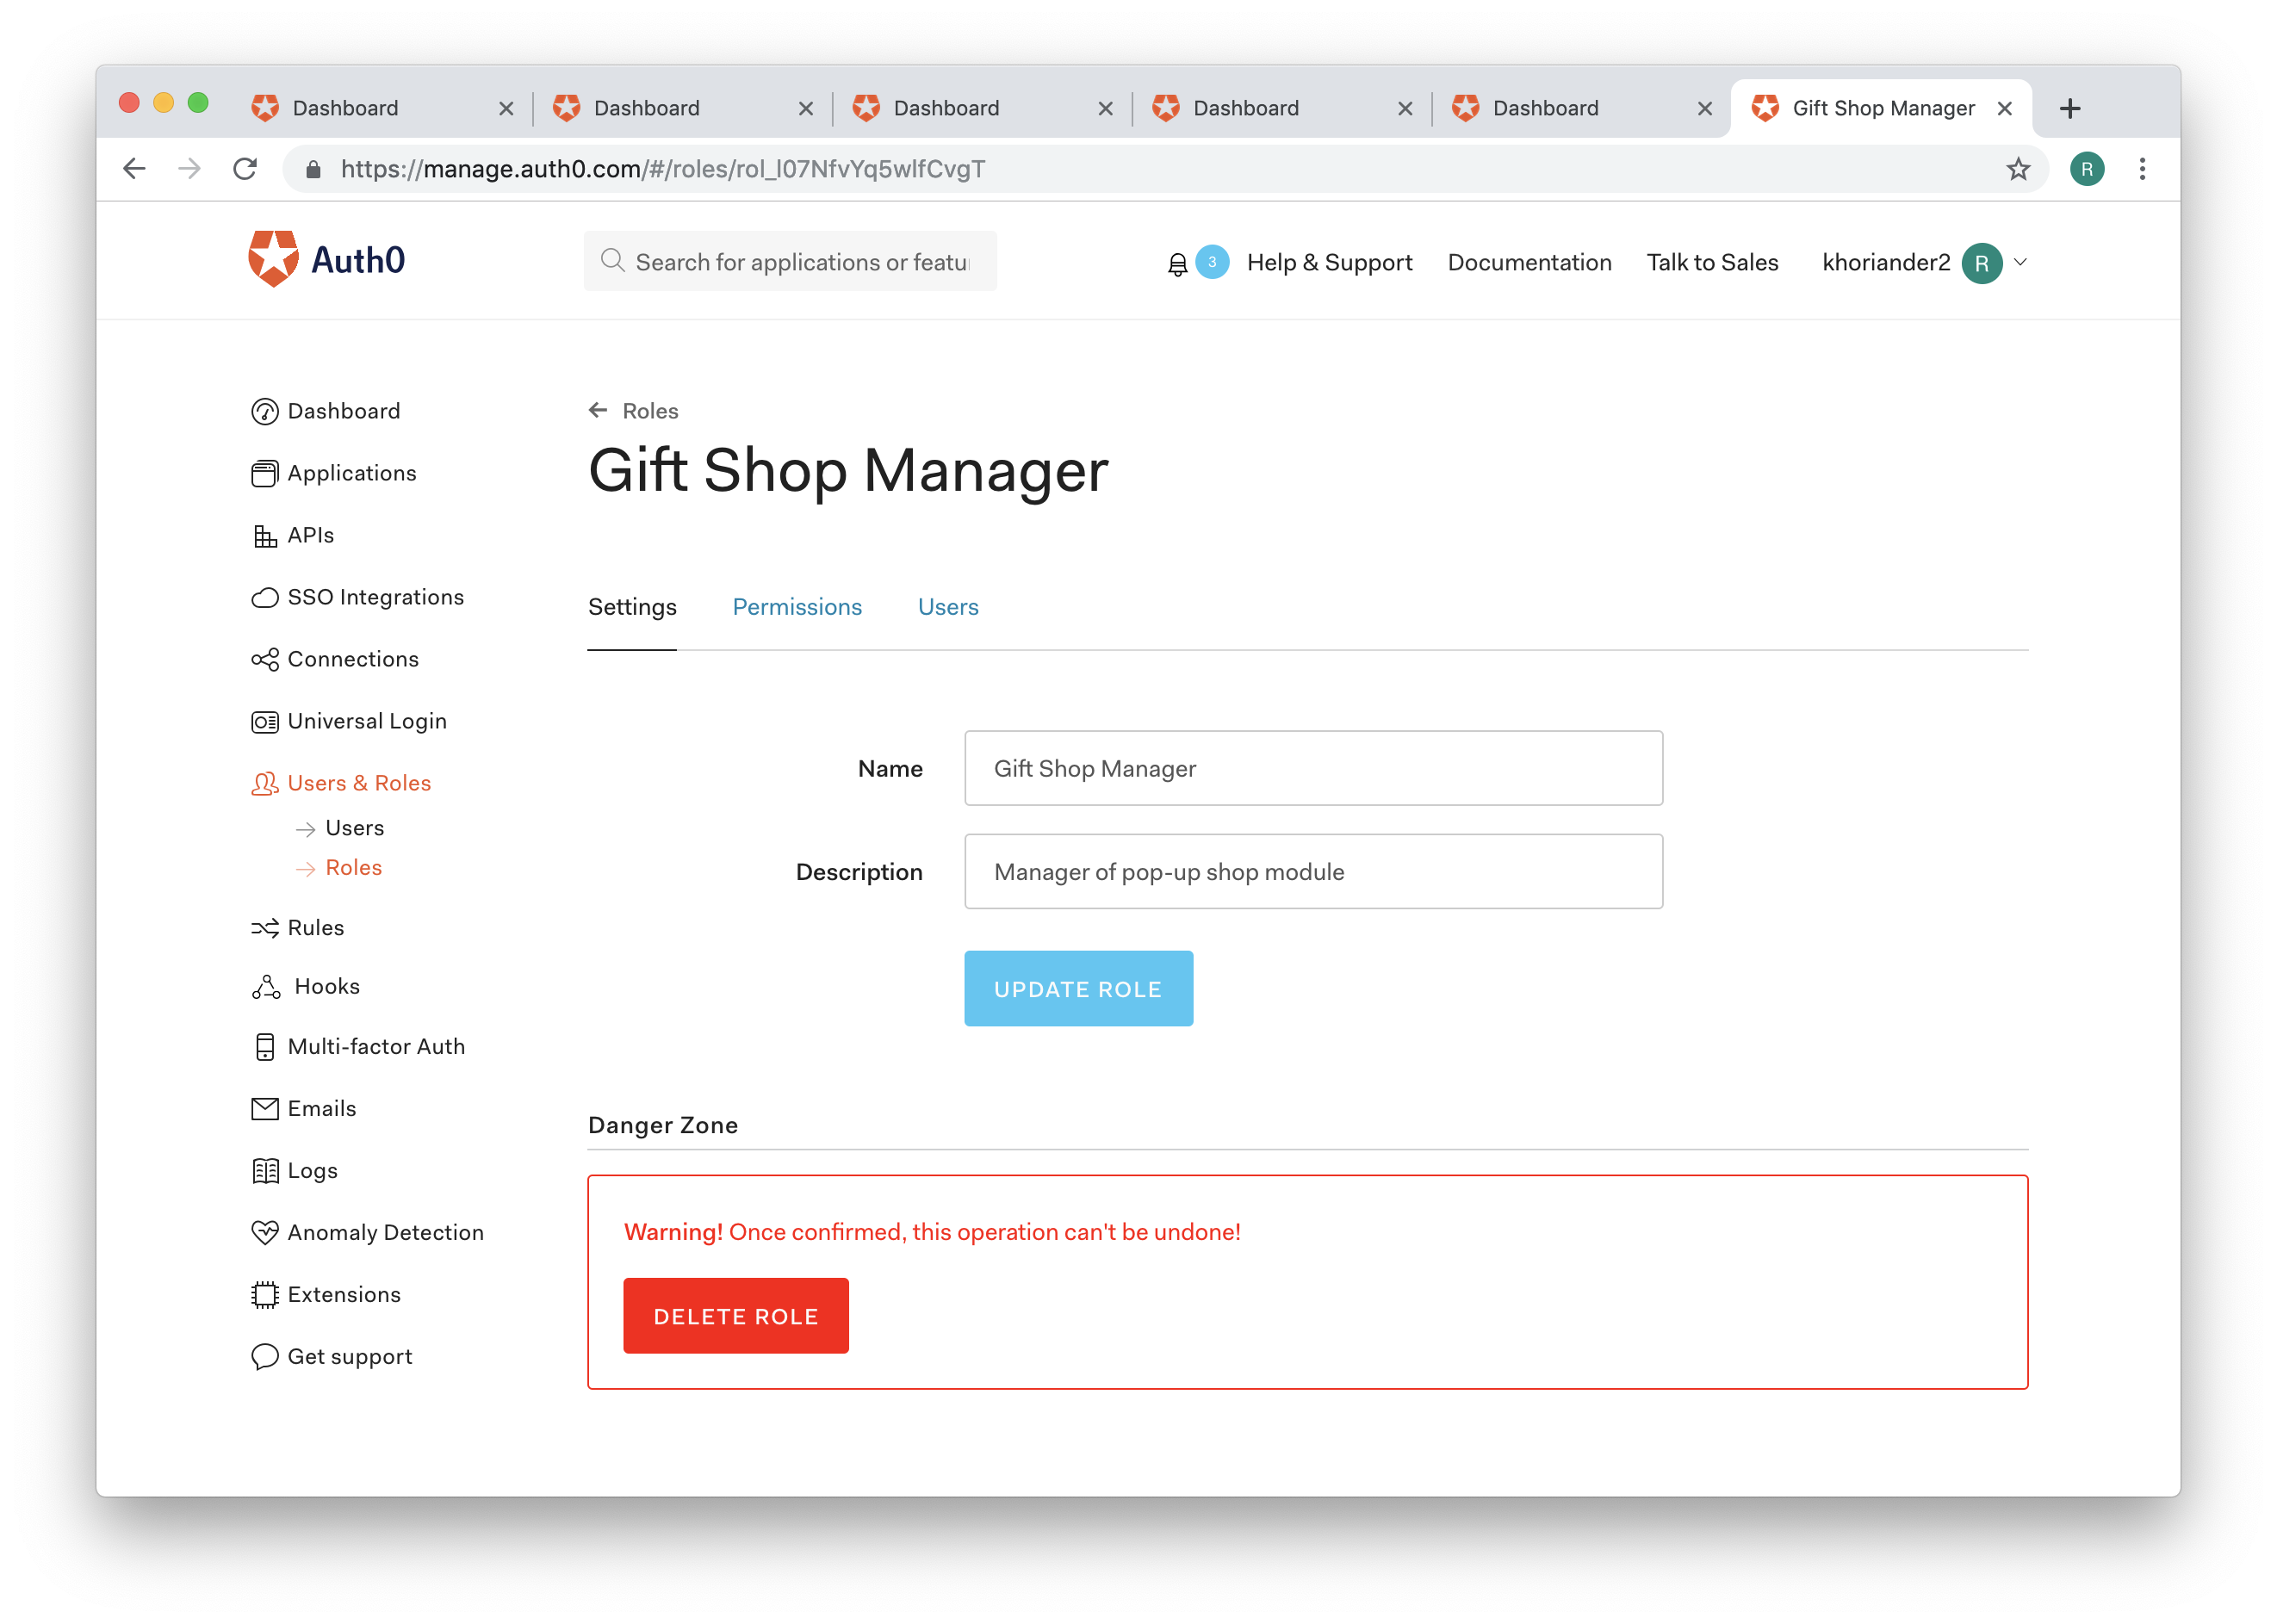 Dashboard Dashboard Dashboard Dashboard Dashboard Gift Shop Manager
https://manage.auth0.com/#/roles/rol_l07NfvYq5wlfCvgT R
Auth0 Search for applications or featu 3 Help & Support Documentation Talk to Sales khoriander2 R
Dashboard
Applications
APIs
SSO Integrations
Connections
Universal Login
Users & Roles
Users
Roles
Rules
Hooks
Multi-factor Auth
Emails
Logs
Anomaly Detection
Extensions
Get support
Roles
Gift Shop Manager
Settings Permissions Users
Name Gift Shop Manager
Description Manager of pop-up shop module
UPDATE ROLE
Danger Zone
Warning! Once confirmed, this operation can't be undone!
DELETE ROLE